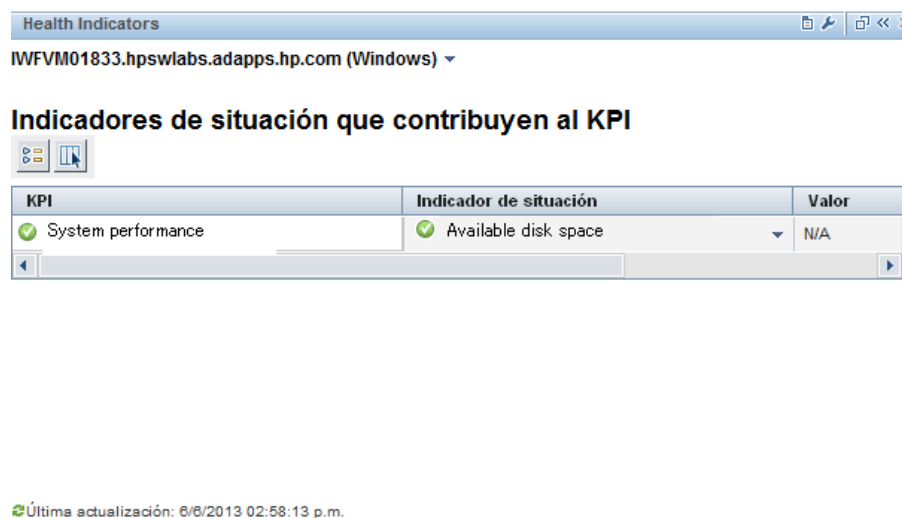 Health Indicators
IWFVM01833.hpswlabs.adapps.hp.com (Windows)
Indicadores de situación que contribuyen al KPI
KPI Indicador de situación Valor
System performance Available disk space N/A
Última actualización: 6/6/2013 02:58:13 p.m.